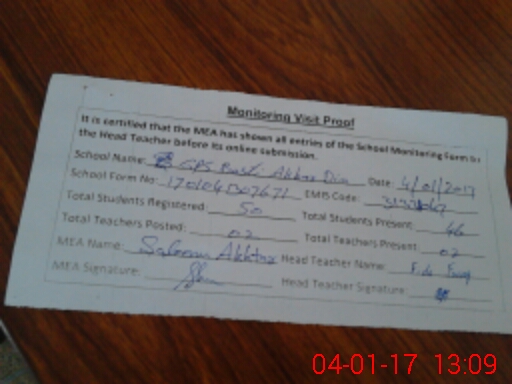 Monitoring Visit Proof
It is certified that the MEA has shown all entries of the School Monitoring Form to
the Head Teacher before its online submission.
School Name: GPS Basti Akhtar Din Date: 4/01/2017
School Form No: EMIS Code:
Total Students Registered: 50 Total Students Present: 46
Total Teachers Posted: 02 Total Teachers Present: 02
MEA Name: Saleem Akhtar Head Teacher Name:
MEA Signature: Head Teacher Signature:
04-01-17 13:09